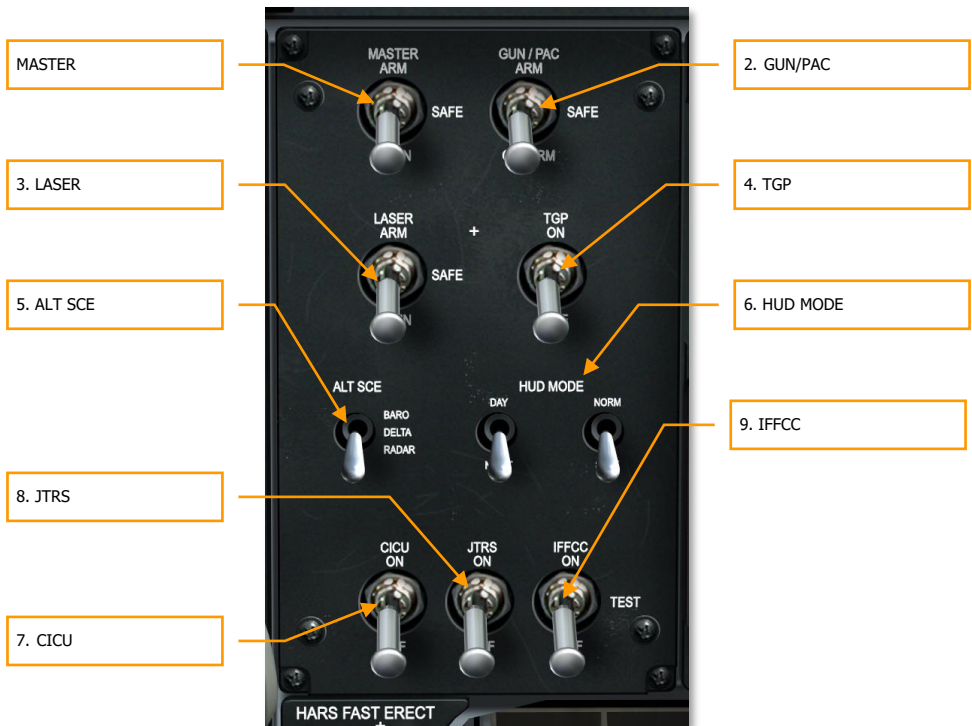 MASTER
2. GUN/PAC
3. LASER
4. TGP
5. ALT SCE
6. HUD MODE
9. IFFCC
8. JTRS
7. CICU
MASTER
ARM
SAFE
GUN / PAC
ARM
SAFE
LASER
ARM
SAFE
TGP
ON
ALT SCE
BARO
DELTA
RADAR
HUD MODE
DAY
NORM
CICU
ON
JTRS
ON
IFFCC
ON
TEST
HARS FAST ERECT